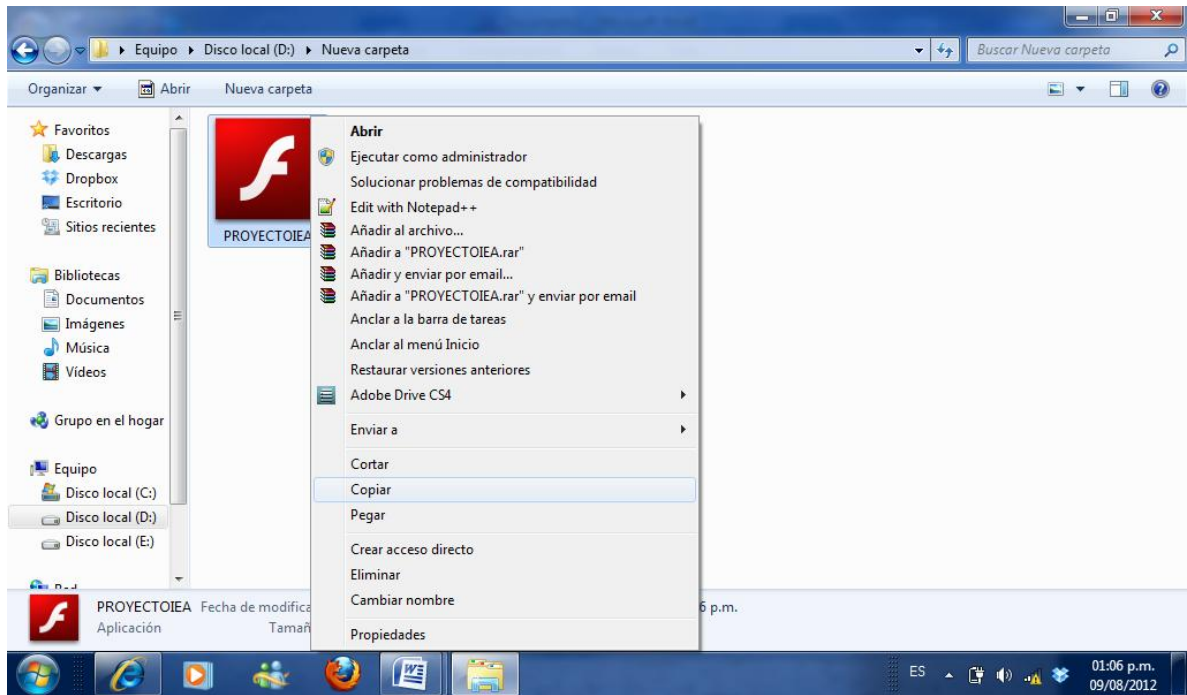 Equipo ▸ Disco local (D:) ▸ Nueva carpeta
Buscar Nueva carpeta
Organizar Abrir Nueva carpeta
Favoritos
Descargas
Dropbox
Escritorio
Sitios recientes
Bibliotecas
Documentos
Imágenes
Música
Vídeos
Grupo en el hogar
Equipo
Disco local (C:)
Disco local (D:)
Disco local (E:)
PROYECTOIEA
Abrir
Ejecutar como administrador
Solucionar problemas de compatibilidad
Edit with Notepad++
Añadir al archivo...
Añadir a "PROYECTOIEA.rar"
Añadir y enviar por email...
Añadir a "PROYECTOIEA.rar" y enviar por email
Anclar a la barra de tareas
Anclar al menú Inicio
Restaurar versiones anteriores
Adobe Drive CS4
Enviar a
Cortar
Copiar
Pegar
Crear acceso directo
Eliminar
Cambiar nombre
Propiedades
PROYECTOIEA Fecha de modifica 6 p.m.
Aplicación Tamañ
ES 01:06 p.m.
09/08/2012